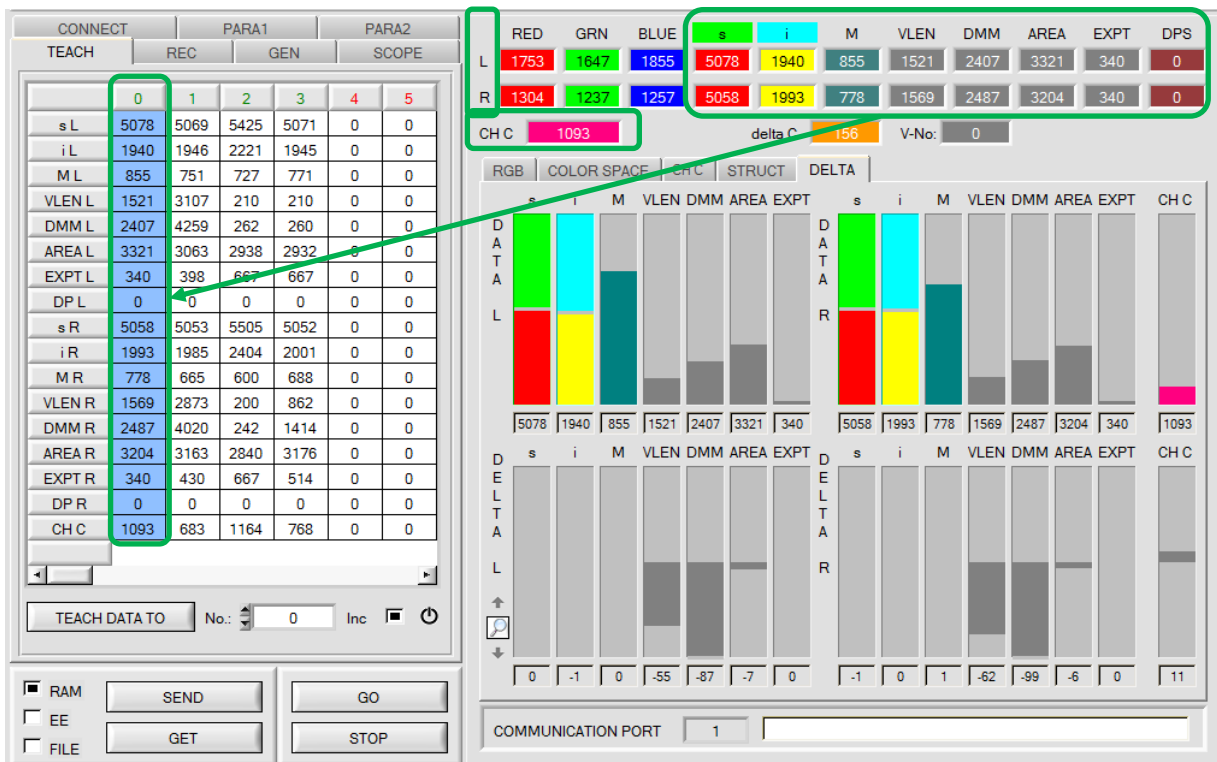 CONNECT PARA1 PARA2
TEACH REC GEN SCOPE
0 1 2 3 4 5
s L 5078 5069 5425 5071 0 0
i L 1940 1946 2221 1945 0 0
M L 855 751 727 771 0 0
VLEN L 1521 3107 210 210 0 0
DMM L 2407 4259 262 260 0 0
AREA L 3321 3063 2938 2932 0 0
EXPT L 340 398 667 667 0 0
DP L 0 0 0 0 0 0
s R 5058 5053 5505 5052 0 0
i R 1993 1985 2404 2001 0 0
M R 778 665 600 688 0 0
VLEN R 1569 2873 200 862 0 0
DMM R 2487 4020 242 1414 0 0
AREA R 3204 3163 2840 3176 0 0
EXPT R 340 430 667 514 0 0
DP R 0 0 0 0 0 0
CH C 1093 683 1164 768 0 0
TEACH DATA TO No.: 0 Inc
RAM SEND GO
EE
FILE GET STOP
RED GRN BLUE s i M VLEN DMM AREA EXPT DPS
L 1753 1647 1855 5078 1940 855 1521 2407 3321 340 0
R 1304 1237 1257 5058 1993 778 1569 2487 3204 340 0
CH C 1093 delta C 156 V-No: 0
RGB COLOR SPACE CH C STRUCT DELTA
s i M VLEN DMM AREA EXPT s i M VLEN DMM AREA EXPT CH C
DATA L DATA R
5078 1940 855 1521 2407 3321 340 5058 1993 778 1569 2487 3204 340 1093
s i M VLEN DMM AREA EXPT s i M VLEN DMM AREA EXPT CH C
DELTA L DELTA R
0 -1 0 -55 -87 -7 0 -1 0 1 -62 -99 -6 0 11
COMMUNICATION PORT 1